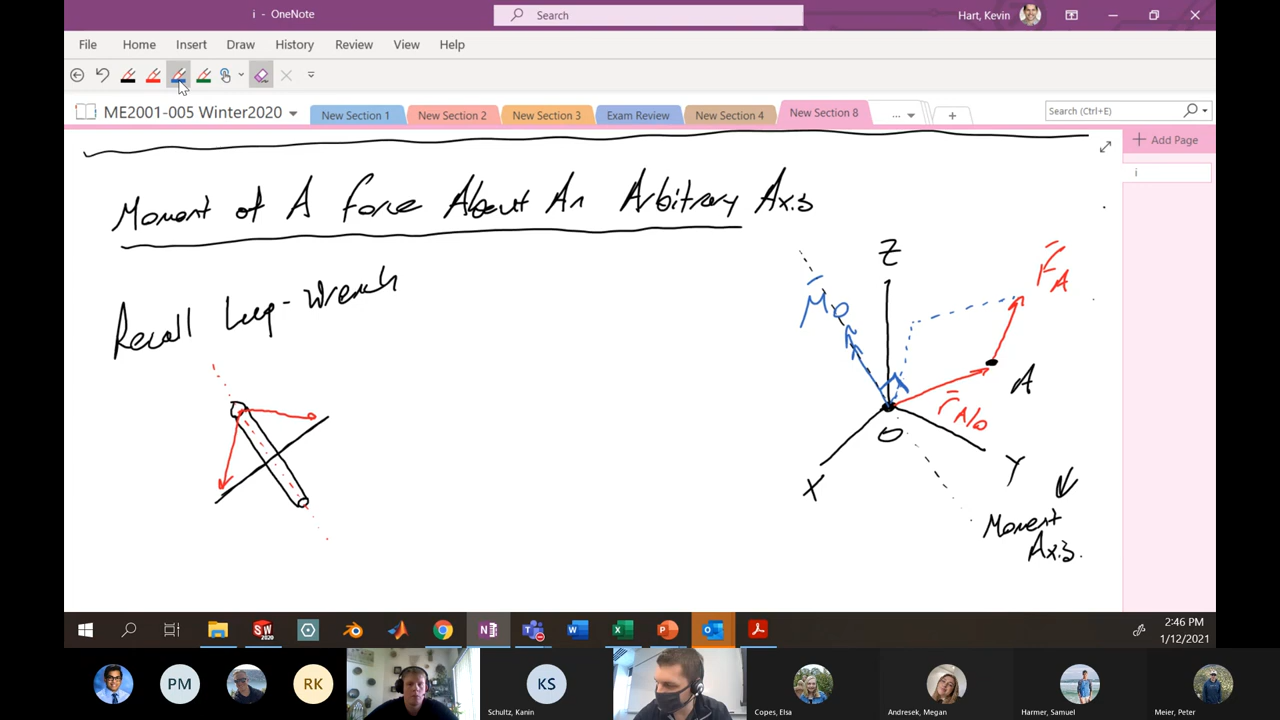 i - OneNote
Search
Hart, Kevin
File Home Insert Draw History Review View Help
ME2001-005 Winter2020
New Section 1
New Section 2
New Section 3
Exam Review
New Section 4
New Section 8
...
Search (Ctrl+E)
Add Page
i
Moment of A Force About An Arbitrary Axis
Recall Lug-Wrench
Z
F̄A
M̄O
A
r̄A/O
O
X
Y
Moment
Axis.
2:46 PM
1/12/2021
PM
RK
KS
Schultz, Kanin
Copes, Elsa
Andresek, Megan
Harmer, Samuel
Meier, Peter